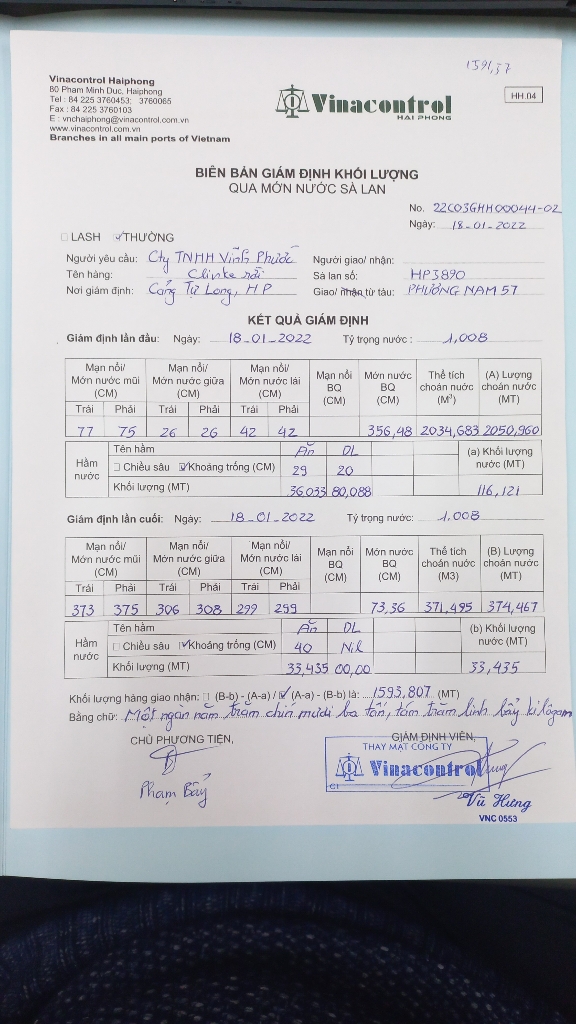 1591,37
Vinacontrol Haiphong
80 Pham Minh Duc, Haiphong
Tel : 84 225 3760453; 3760065
Fax : 84 225 3760103
E : vnchaiphong@vinacontrol.com.vn
www.vinacontrol.com.vn
Branches in all main ports of Vietnam
Vinacontrol
HAI PHONG
HH.04
BIÊN BẢN GIÁM ĐỊNH KHỐI LƯỢNG
QUA MỚN NƯỚC SÀ LAN
No. 22C03GHH00044-02
Ngày: 18-01-2022
LASH THƯỜNG
Người yêu cầu: Cty TNHH Vĩnh Phước Người giao/ nhận:
Tên hàng: Clinke rời Sà lan số: HP3890
Nơi giám định: Cảng Tự Long, HP Giao/ nhận từ tàu: PHƯƠNG NAM 57
KẾT QUẢ GIÁM ĐỊNH
Giám định lần đầu: Ngày: 18-01-2022 Tỷ trọng nước : 1,008
Mạn nổi/ Mớn nước mũi (CM) Mạn nổi/ Mớn nước giữa (CM) Mạn nổi/ Mớn nước lái (CM) Mạn nổi BQ (CM) Mớn nước BQ (CM) Thể tích choán nước (M³) (A) Lượng choán nước (MT)
Trái Phải Trái Phải Trái Phải
77 75 26 26 42 42 356,48 2034,683 2050,960
Hầm nước Tên hầm ĐL (a) Khối lượng nước (MT)
Chiều sâu Khoảng trống (CM) 29 20
Khối lượng (MT) 36.033 80,088 116,121
Giám định lần cuối: Ngày: 18-01-2022 Tỷ trọng nước: 1,008
Mạn nổi/ Mớn nước mũi (CM) Mạn nổi/ Mớn nước giữa (CM) Mạn nổi/ Mớn nước lái (CM) Mạn nổi BQ (CM) Mớn nước BQ (CM) Thể tích choán nước (M3) (B) Lượng choán nước (MT)
Trái Phải Trái Phải Trái Phải
373 375 306 308 299 299 73,36 371,495 374,467
Hầm nước Tên hầm ĐL (b) Khối lượng nước (MT)
Chiều sâu Khoảng trống (CM) 40 Nil
Khối lượng (MT) 33,435 00,00 33,435
Khối lượng hàng giao nhận: (B-b) - (A-a) / (A-a) - (B-b) là: 1593,807 (MT)
Bằng chữ: Một ngàn năm trăm chín mươi ba tấn, tám trăm linh bảy kilôgam
CHỦ PHƯƠNG TIỆN, GIÁM ĐỊNH VIÊN,
THAY MẶT CÔNG TY
Vinacontrol
C1
Phạm Bẩy
Vũ Hưng
VNC 0553